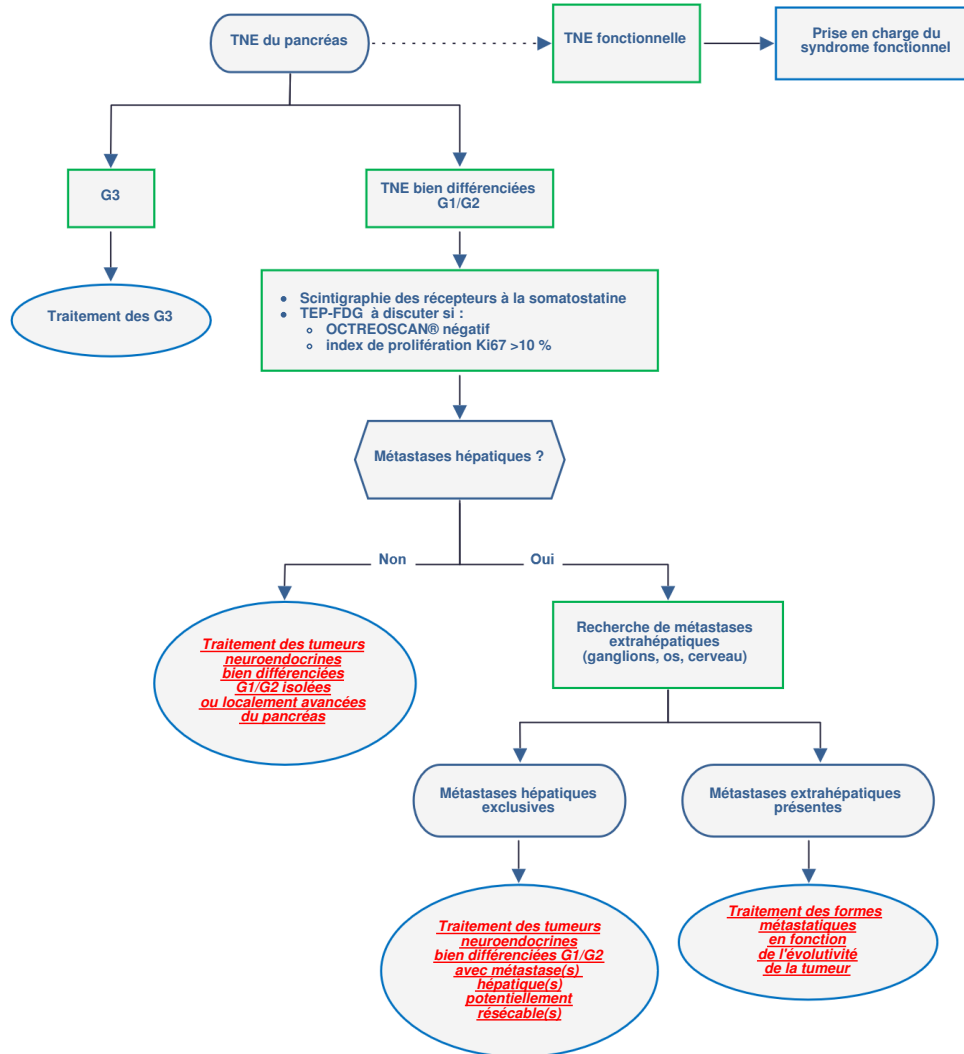 TNE du pancréas
TNE fonctionnelle
Prise en charge du
syndrome fonctionnel
G3
TNE bien différenciées
G1/G2
Traitement des G3
• Scintigraphie des récepteurs à la somatostatine
• TEP-FDG à discuter si :
○ OCTREOSCAN® négatif
○ index de prolifération Ki67 >10 %
Métastases hépatiques ?
Non
Oui
Traitement des tumeurs
neuroendocrines
bien différenciées
G1/G2 isolées
ou localement avancées
du pancréas
Recherche de métastases
extrahépatiques
(ganglions, os, cerveau)
Métastases hépatiques
exclusives
Métastases extrahépatiques
présentes
Traitement des tumeurs
neuroendocrines
bien différenciées G1/G2
avec métastase(s)
hépatique(s)
potentiellement
résécable(s)
Traitement des formes
métastatiques
en fonction
de l'évolutivité
de la tumeur